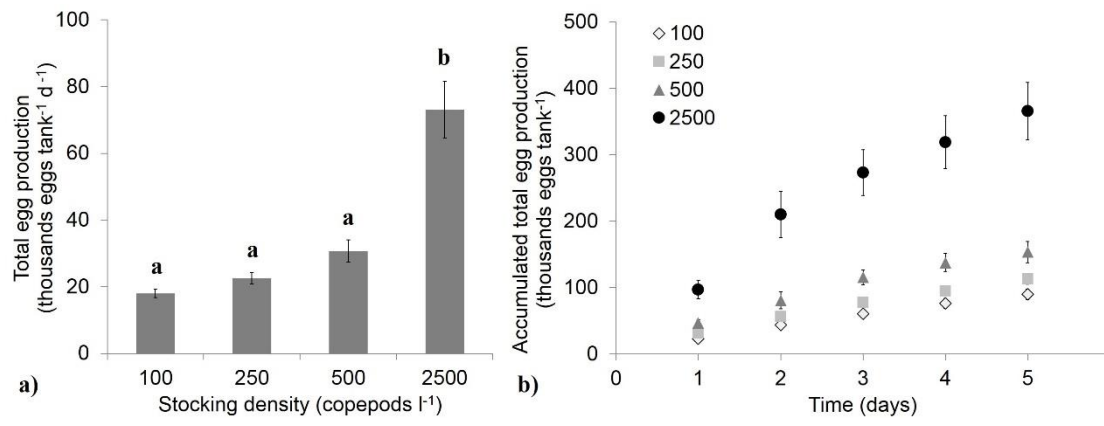 100
80
60
40
20
0
Total egg production
(thousands eggs tank⁻¹ d⁻¹)
a
a
a
b
100 250 500 2500
Stocking density (copepods l⁻¹)
a)
500
400
300
200
100
0
Accumulated total egg production
(thousands eggs tank⁻¹)
100
250
500
2500
0 1 2 3 4 5
Time (days)
b)